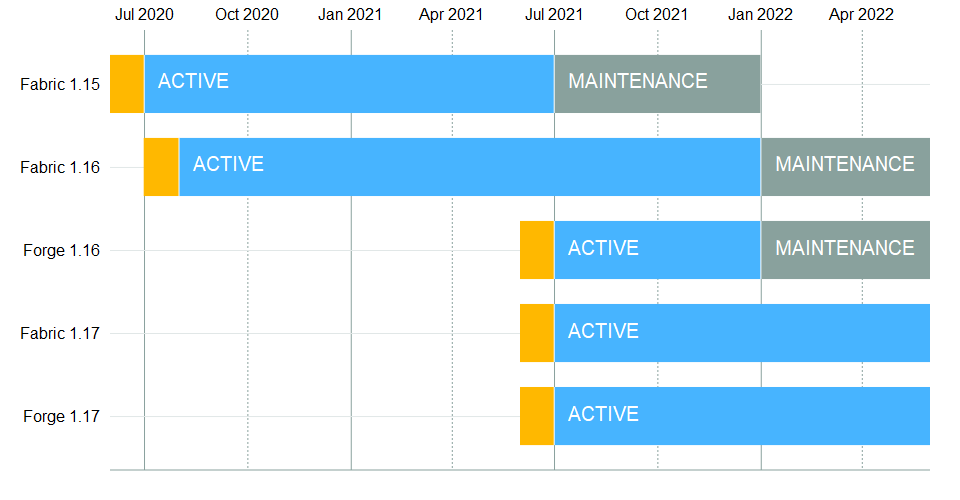 Jul 2020 Oct 2020 Jan 2021 Apr 2021 Jul 2021 Oct 2021 Jan 2022 Apr 2022
Fabric 1.15 ACTIVE MAINTENANCE
Fabric 1.16 ACTIVE MAINTENANCE
Forge 1.16 ACTIVE MAINTENANCE
Fabric 1.17 ACTIVE
Forge 1.17 ACTIVE